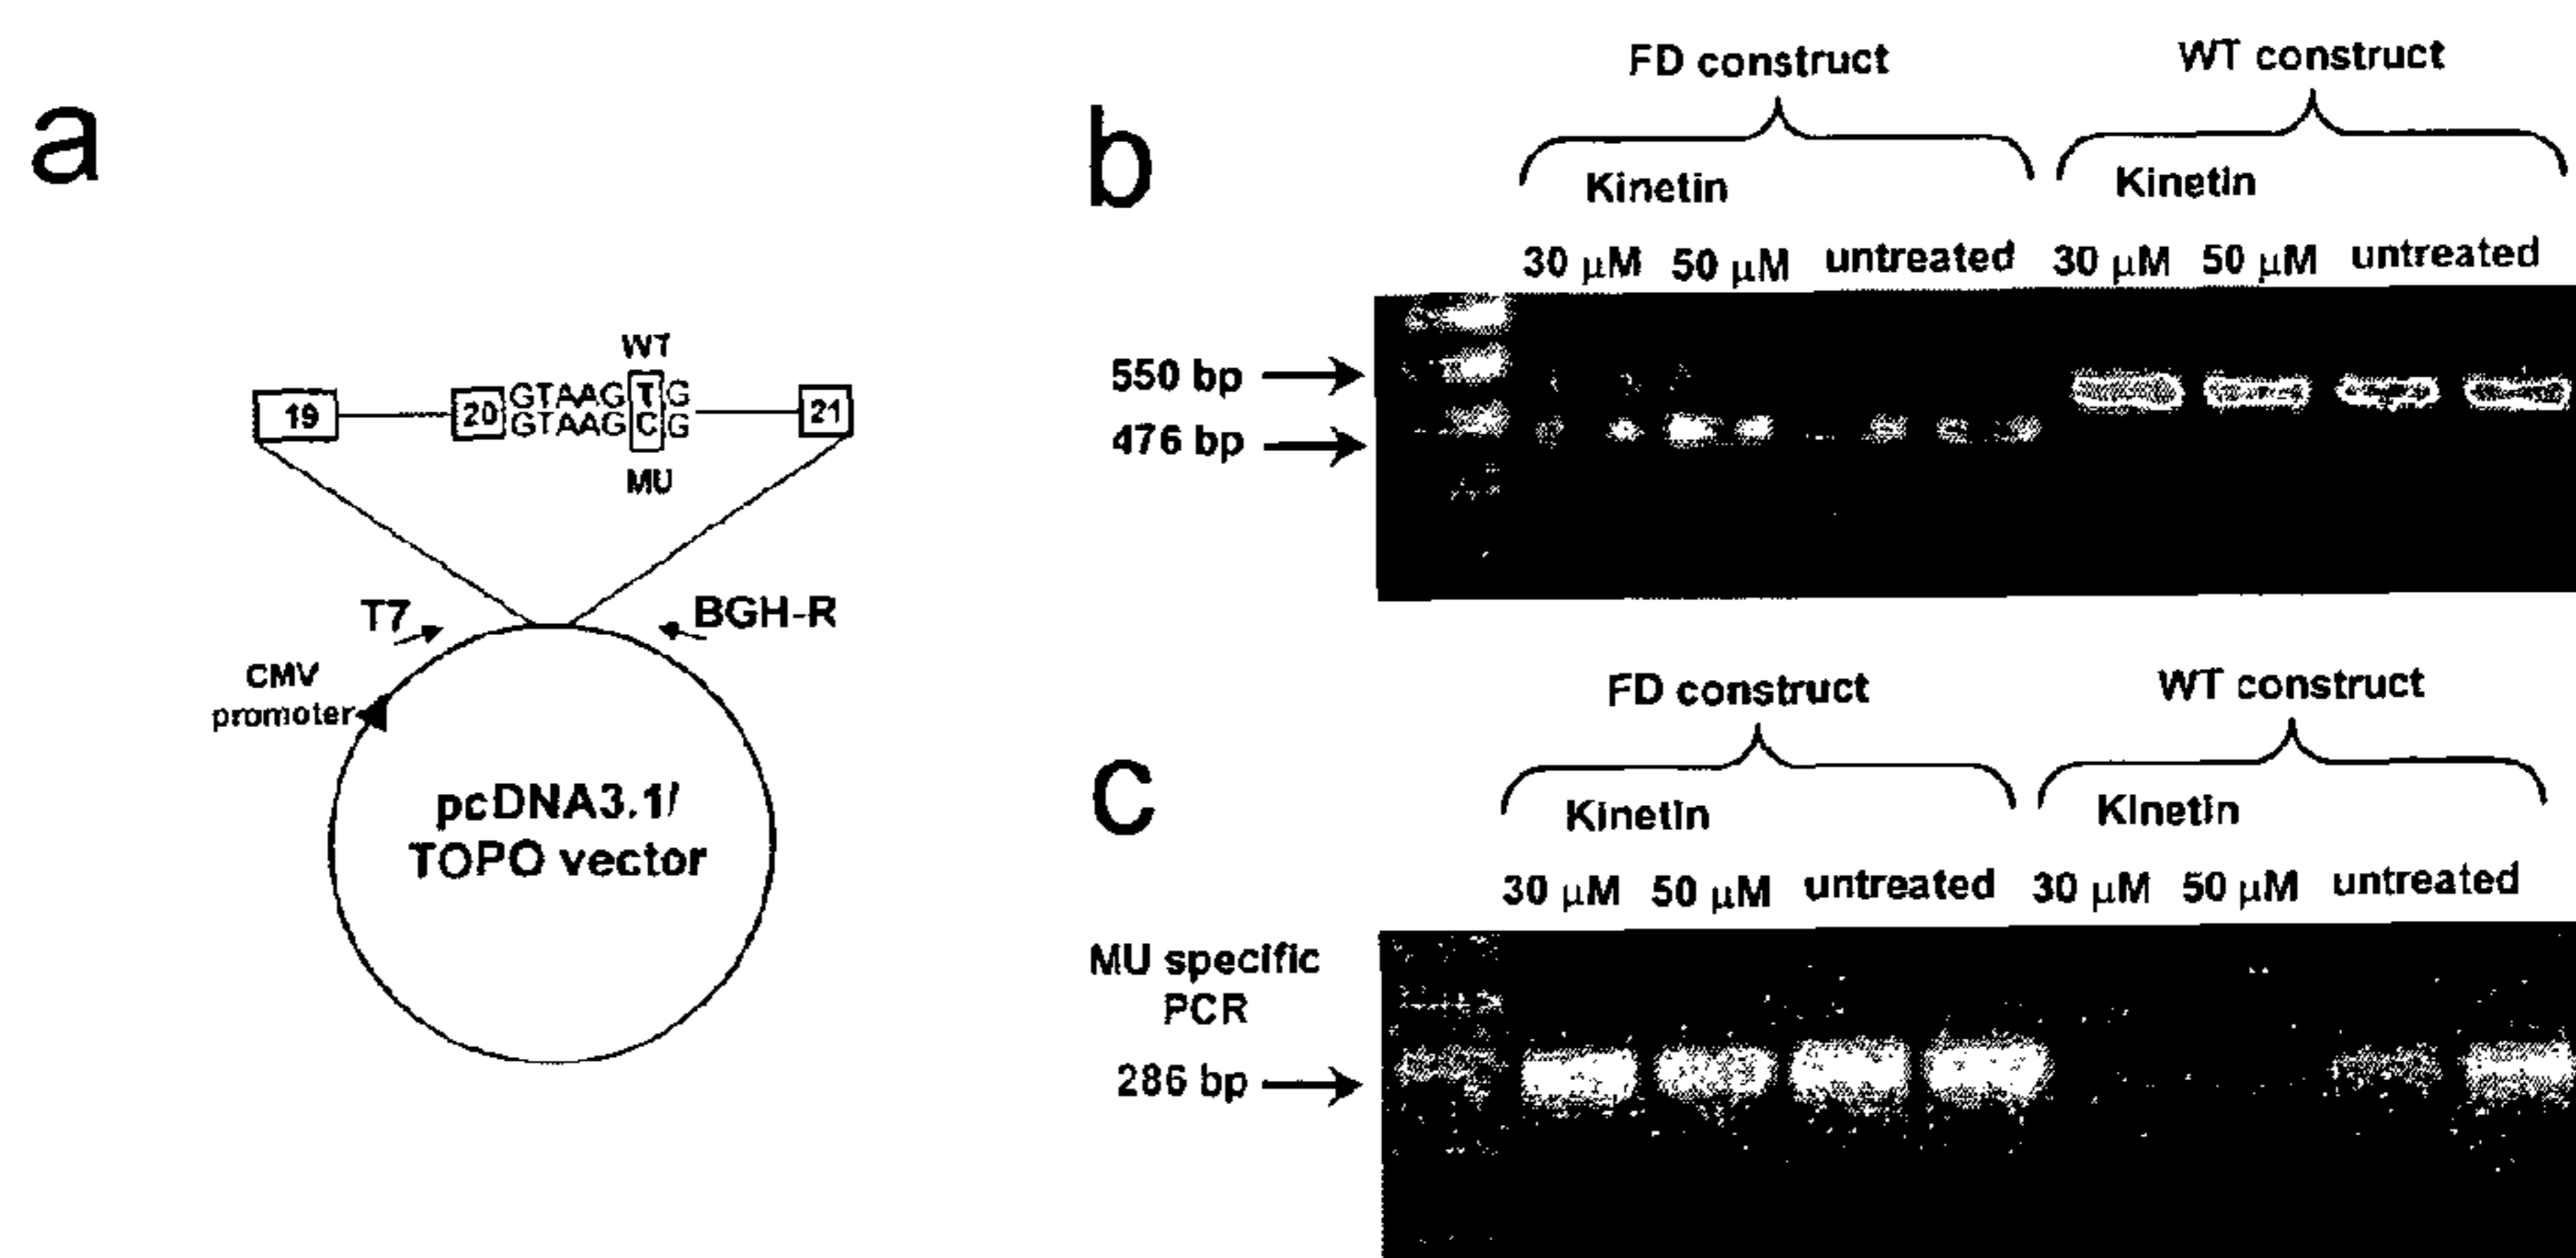 a
WT
19
20
GTAAG T G
GTAAG C G
21
MU
T7
BGH-R
CMV
promoter
pcDNA3.1/
TOPO vector
b
FD construct
WT construct
Kinetin
Kinetin
30 μM 50 μM untreated 30 μM 50 μM untreated
550 bp
476 bp
c
FD construct
WT construct
Kinetin
Kinetin
30 μM 50 μM untreated 30 μM 50 μM untreated
MU specific
PCR
286 bp